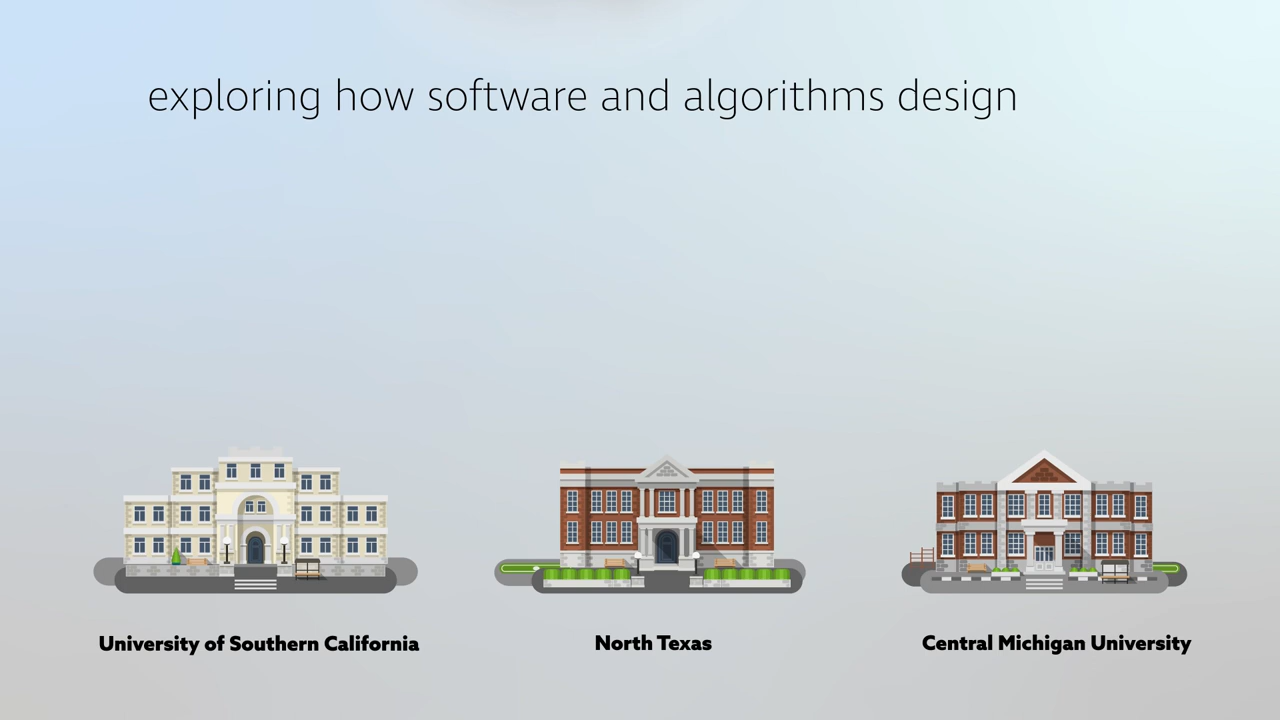 exploring how software and algorithms design
University of Southern California
North Texas
Central Michigan University